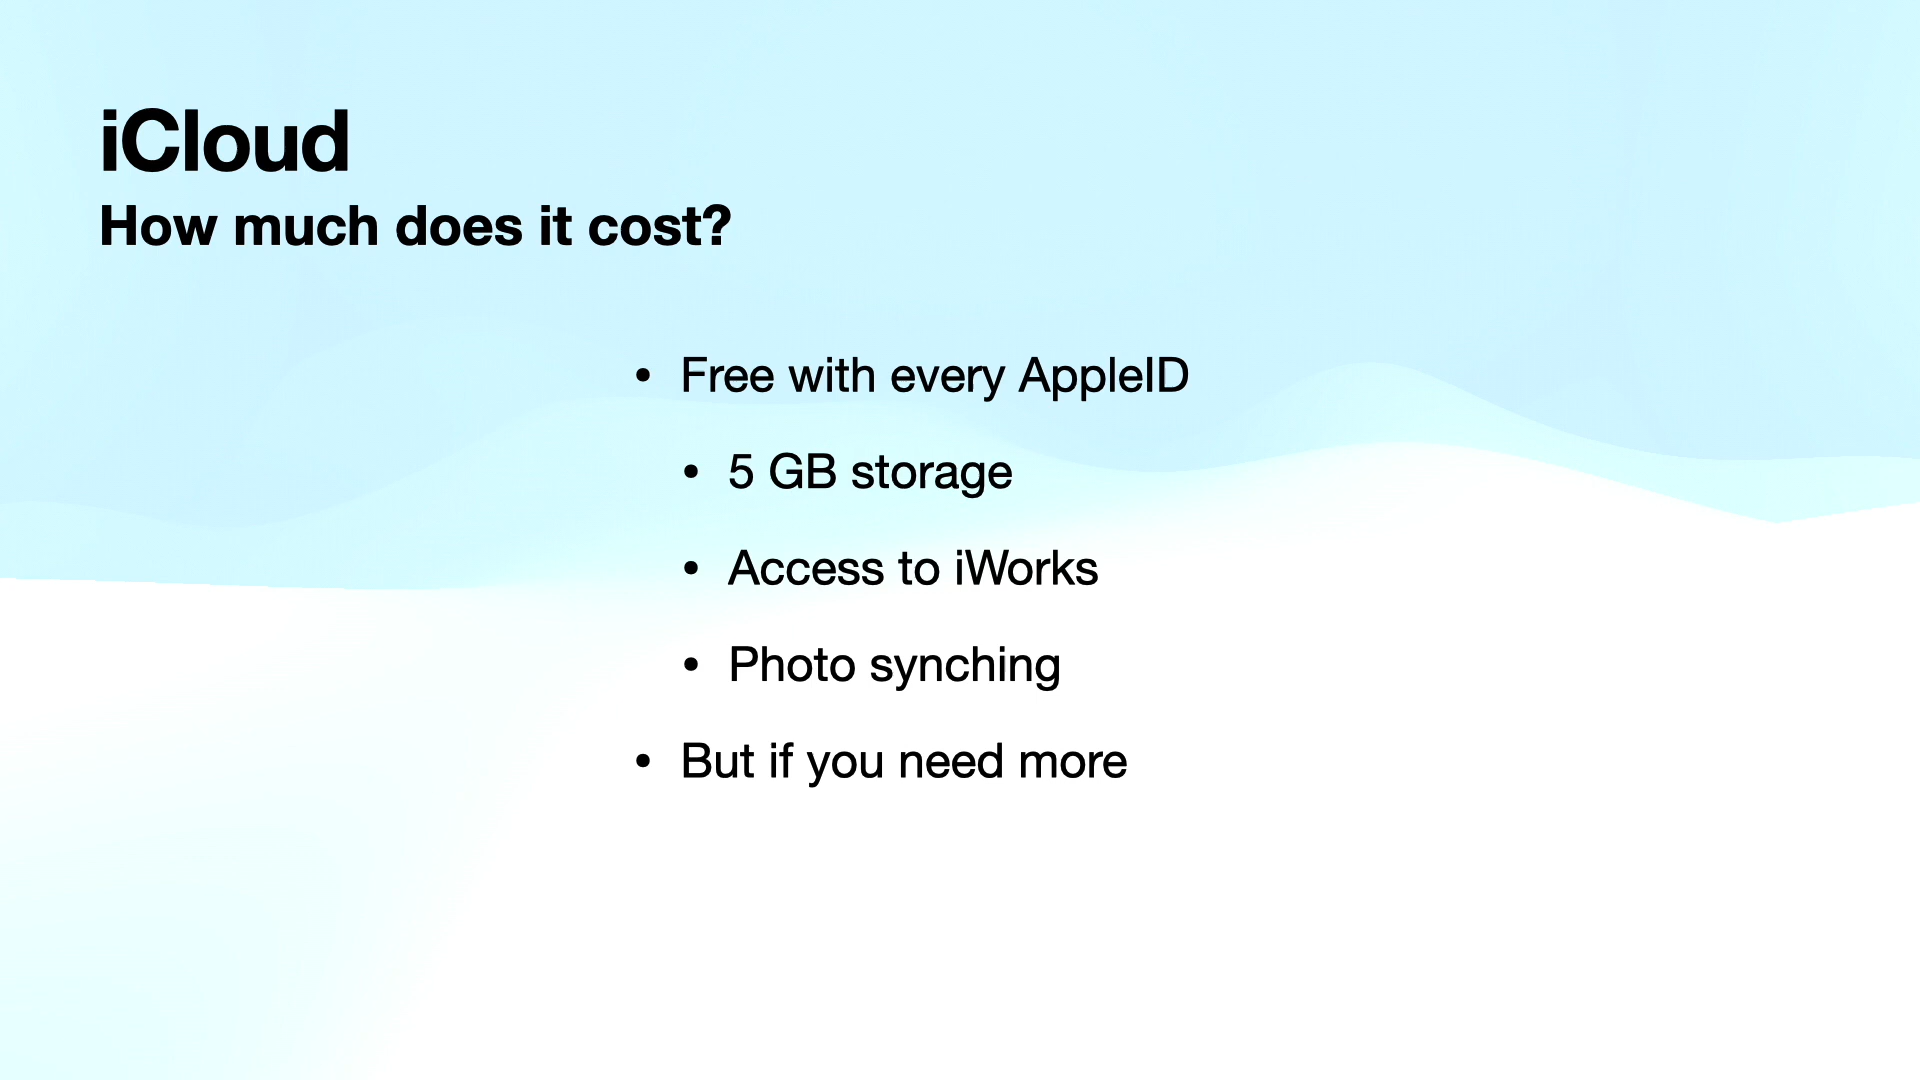 iCloud
How much does it cost?
• Free with every AppleID
• 5 GB storage
• Access to iWorks
• Photo synching
• But if you need more